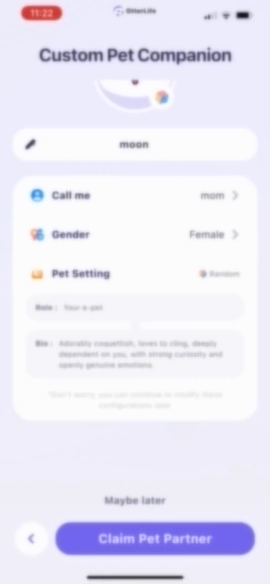 11:22
OtterLife
Custom Pet Companion
moon
Call me mom
Gender Female
Pet Setting Random
Role : Your e-pet
Bio : Adorably coquettish, loves to cling, deeply
dependent on you, with strong curiosity and
openly genuine emotions.
*Don't worry, you can continue to modify these
configurations later
Maybe later
Claim Pet Partner